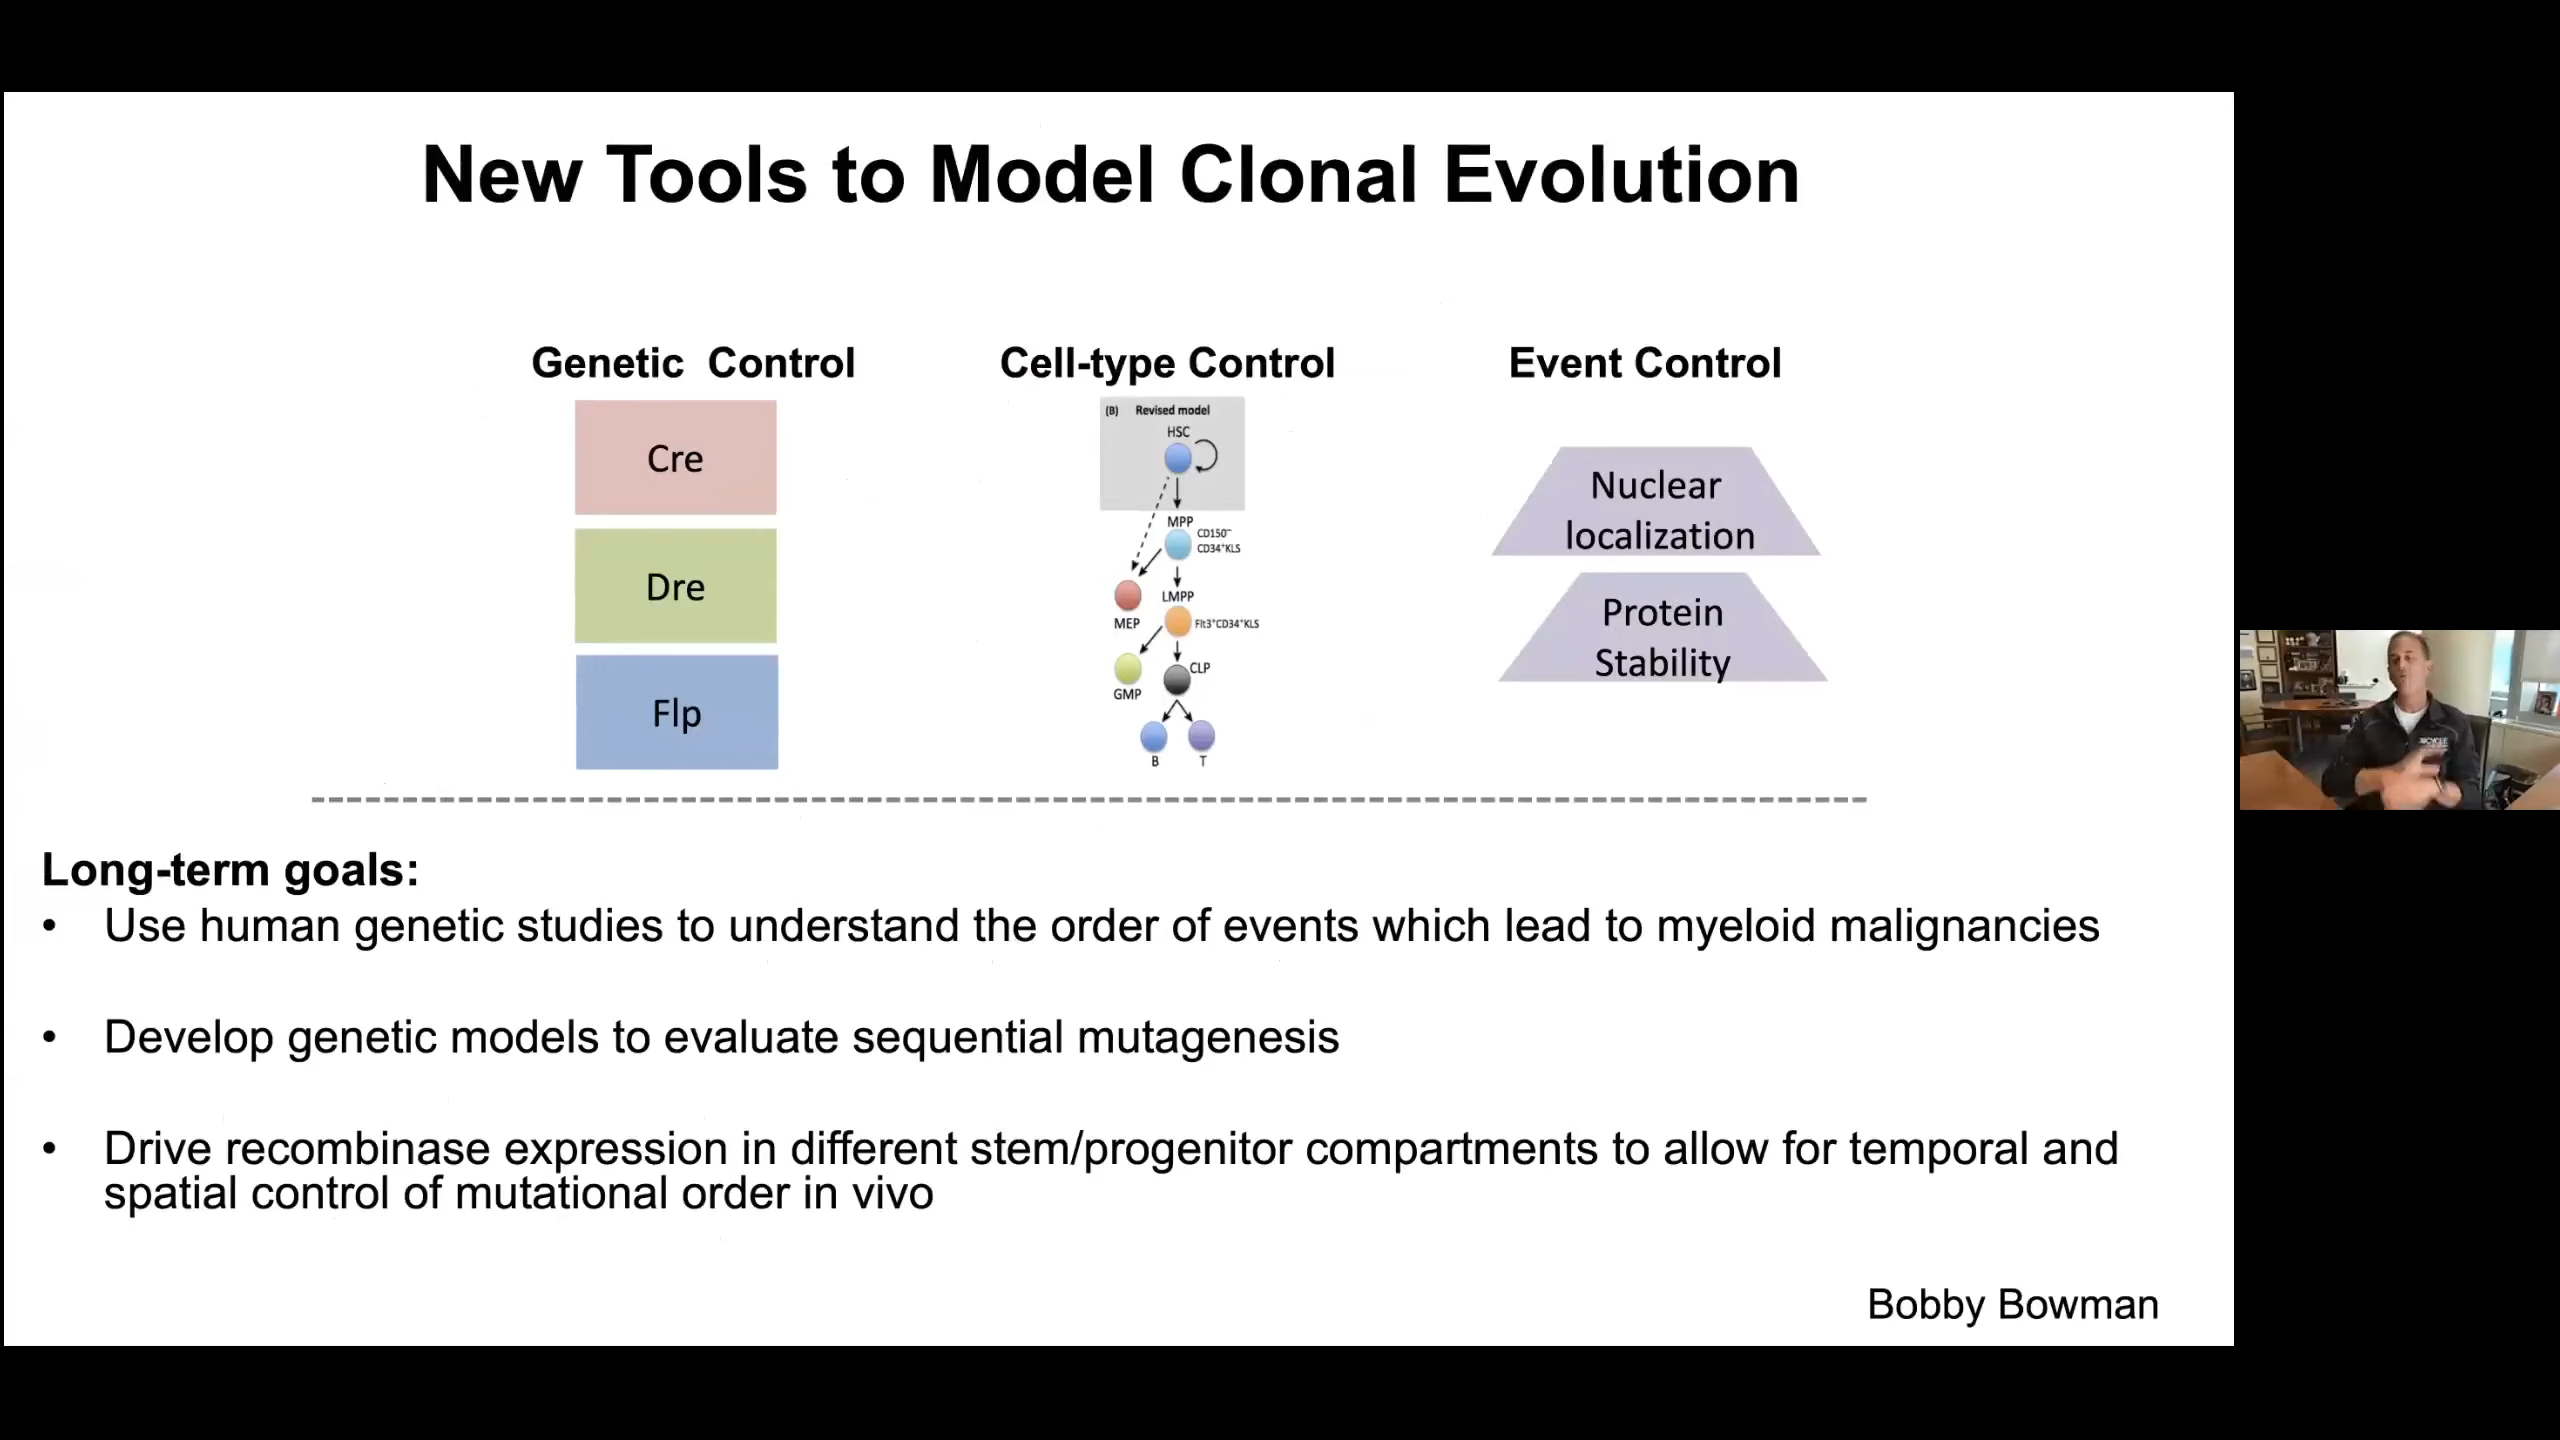 New Tools to Model Clonal Evolution
Genetic Control
Cre
Dre
Flp
Cell-type Control
(B) Revised model
HSC
MPP
CD150⁻
CD34⁺KLS
LMPP
MEP
Flt3⁺CD34⁺KLS
CLP
GMP
B T
Event Control
Nuclear
localization
Protein
Stability
Long-term goals:
• Use human genetic studies to understand the order of events which lead to myeloid malignancies
• Develop genetic models to evaluate sequential mutagenesis
• Drive recombinase expression in different stem/progenitor compartments to allow for temporal and
spatial control of mutational order in vivo
Bobby Bowman